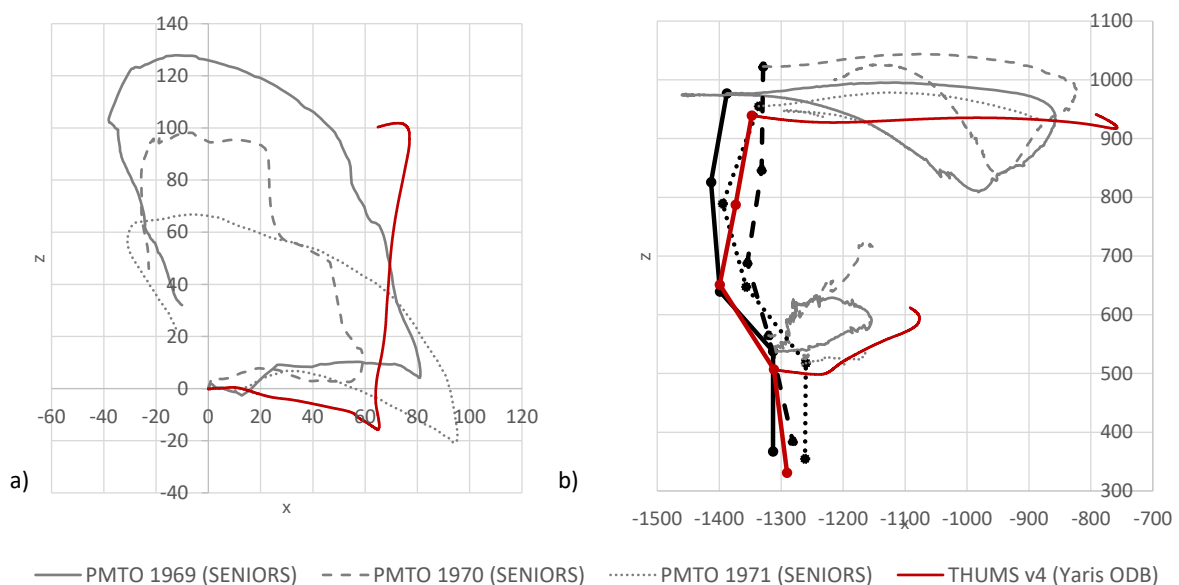 140
120
100
80
60
40
20
0
-20
-40
z
-60 -40 -20 0 20 40 60 80 100 120
x
a)
1100
1000
900
800
700
600
500
400
300
z
-1500 -1400 -1300 -1200 -1100 -1000 -900 -800 -700
x
b)
PMTO 1969 (SENIORS) PMTO 1970 (SENIORS) PMTO 1971 (SENIORS) THUMS v4 (Yaris ODB)